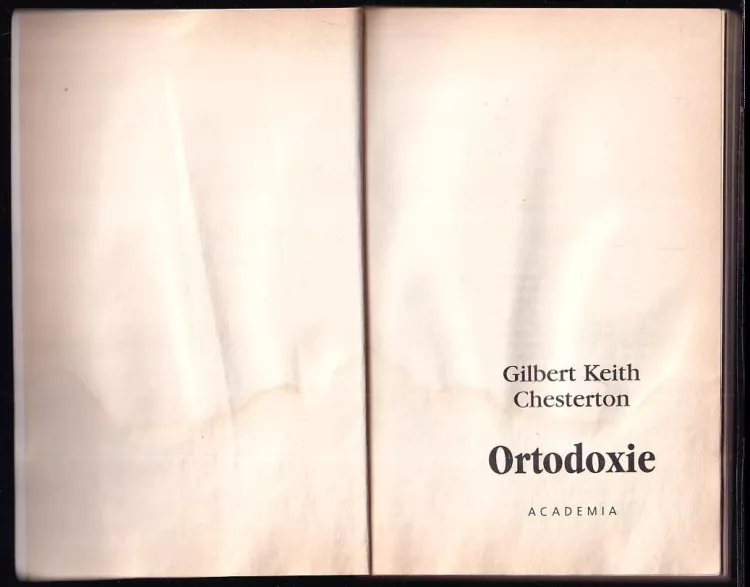 Gilbert Keith
Chesterton
Ortodoxie
ACADEMIA